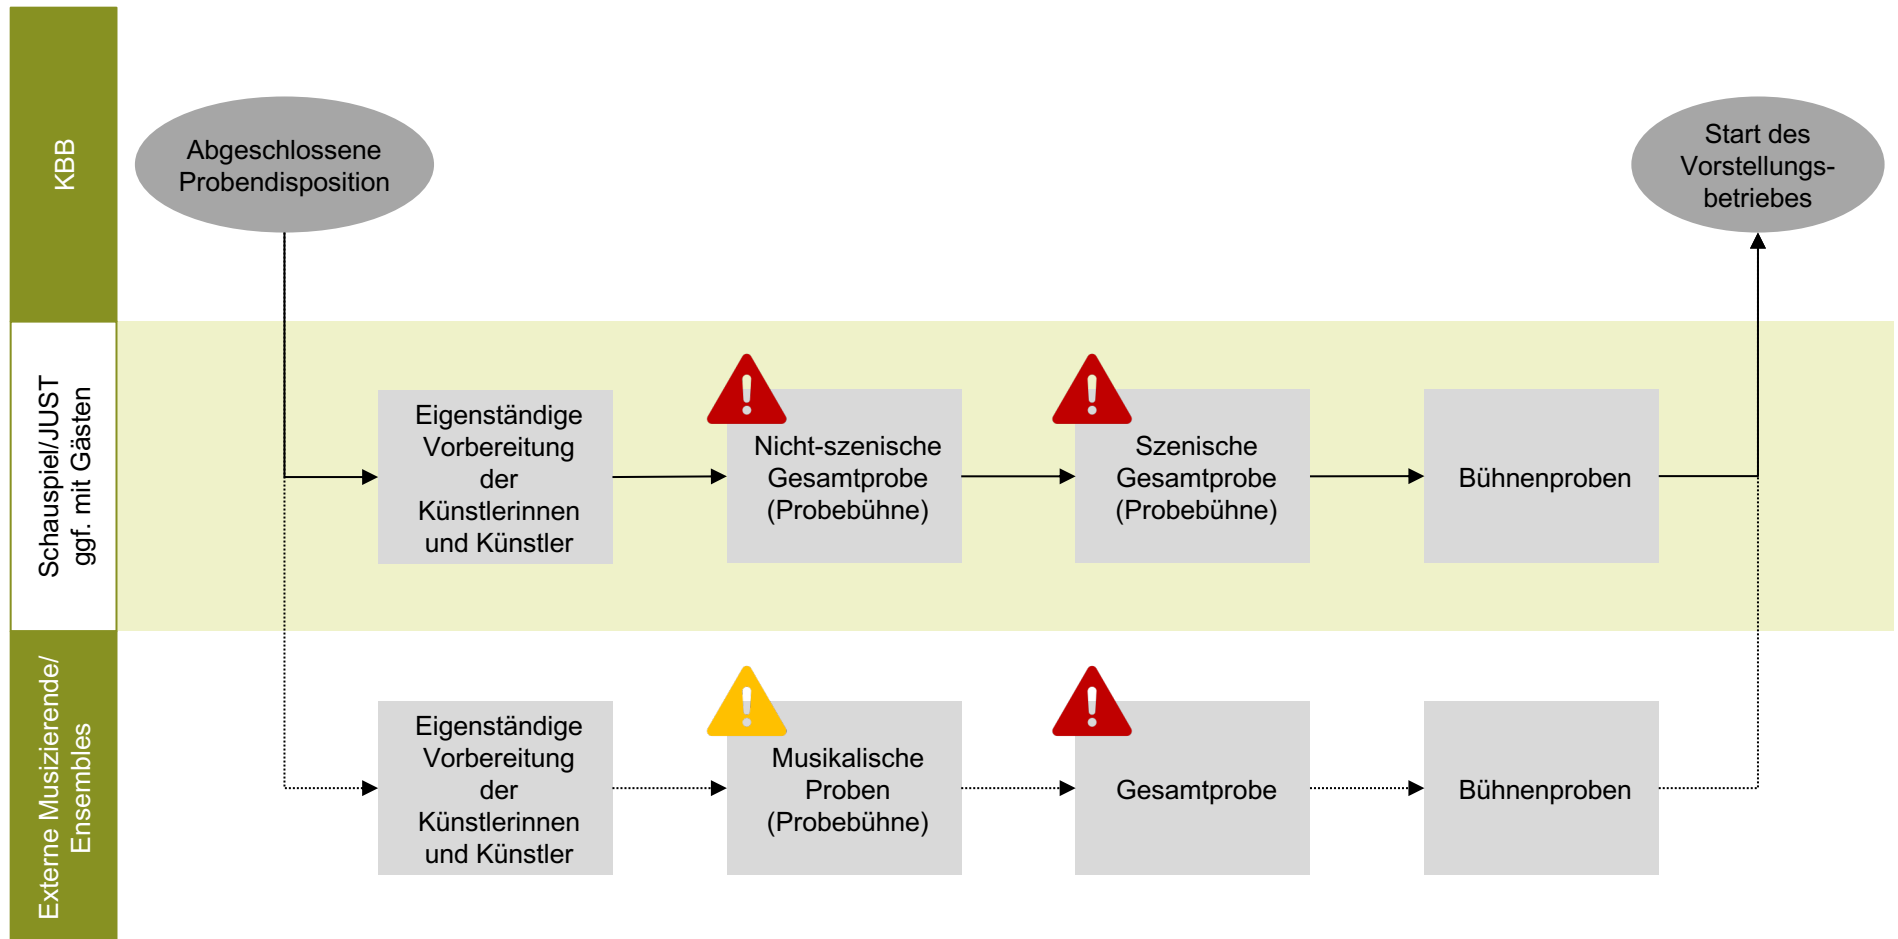 KBB
Abgeschlossene
Probendisposition
Start des
Vorstellungs-
betriebes
Schauspiel/JUST
ggf. mit Gästen
Eigenständige
Vorbereitung
der
Künstlerinnen
und Künstler
Nicht-szenische
Gesamtprobe
(Probebühne)
Szenische
Gesamtprobe
(Probebühne)
Bühnenproben
Externe Musizierende/
Ensembles
Eigenständige
Vorbereitung
der
Künstlerinnen
und Künstler
Musikalische
Proben
(Probebühne)
Gesamtprobe
Bühnenproben